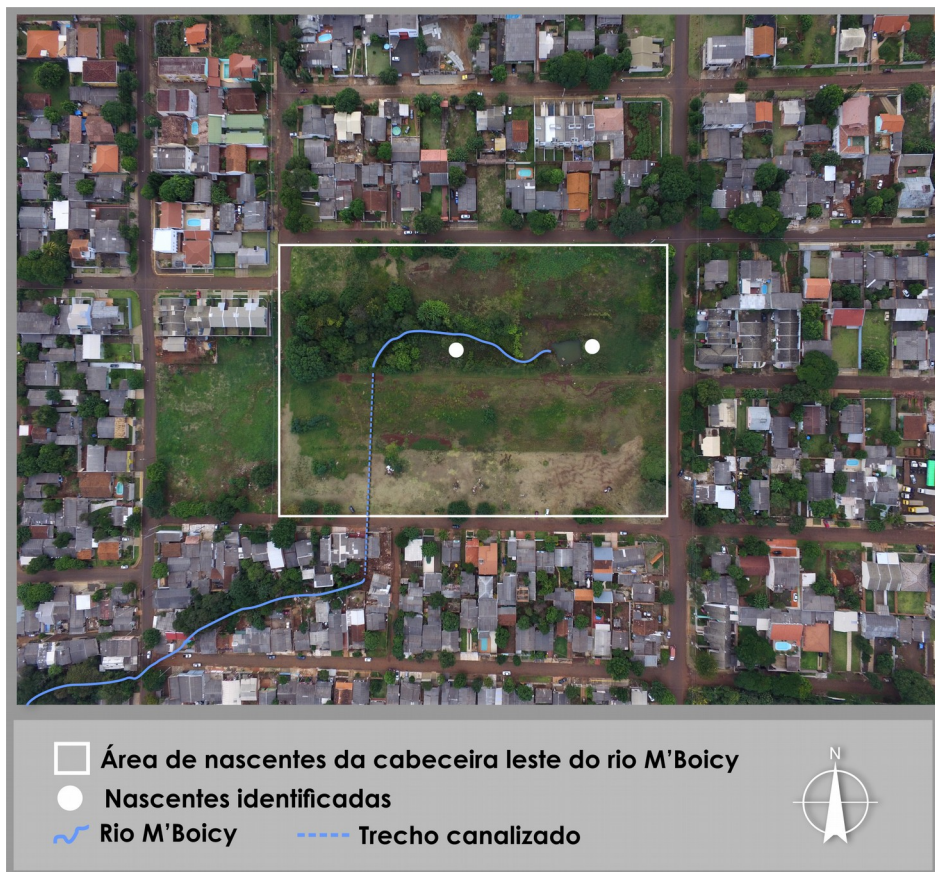 Área de nascentes da cabeceira leste do rio M'Boicy
Nascentes identificadas
Rio M'Boicy
Trecho canalizado
N